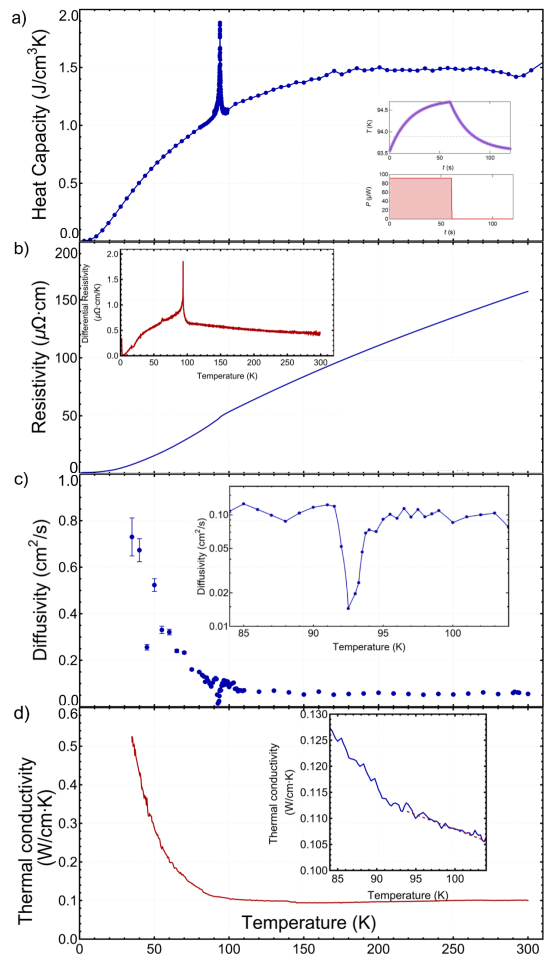 a)
Heat Capacity (J/cm³K)
2.0
1.5
1.0
0.5
0.0
T (K)
94.5
94.0
93.5
0 50 100
t (s)
P (μW)
100
80
60
40
20
0
0 50 100
t (s)
b)
Resistivity (μΩ·cm)
200
150
100
50
0
Differential Resistivity
(μΩ·cm/K)
2.0
1.5
1.0
0.5
0.0
0 50 100 150 200 250 300
Temperature (K)
c)
Diffusivity (cm²/s)
1.0
0.8
0.6
0.4
0.2
0.0
Diffusivity (cm²/s)
0.10
0.05
0.02
0.01
85 90 95 100
Temperature (K)
d)
Thermal conductivity
(W/cm·K)
0.6
0.5
0.4
0.3
0.2
0.1
0.0
Thermal conductivity
(W/cm·K)
0.130
0.125
0.120
0.115
0.110
0.105
0.100
85 90 95 100
Temperature (K)
Temperature (K)
0 50 100 150 200 250 300